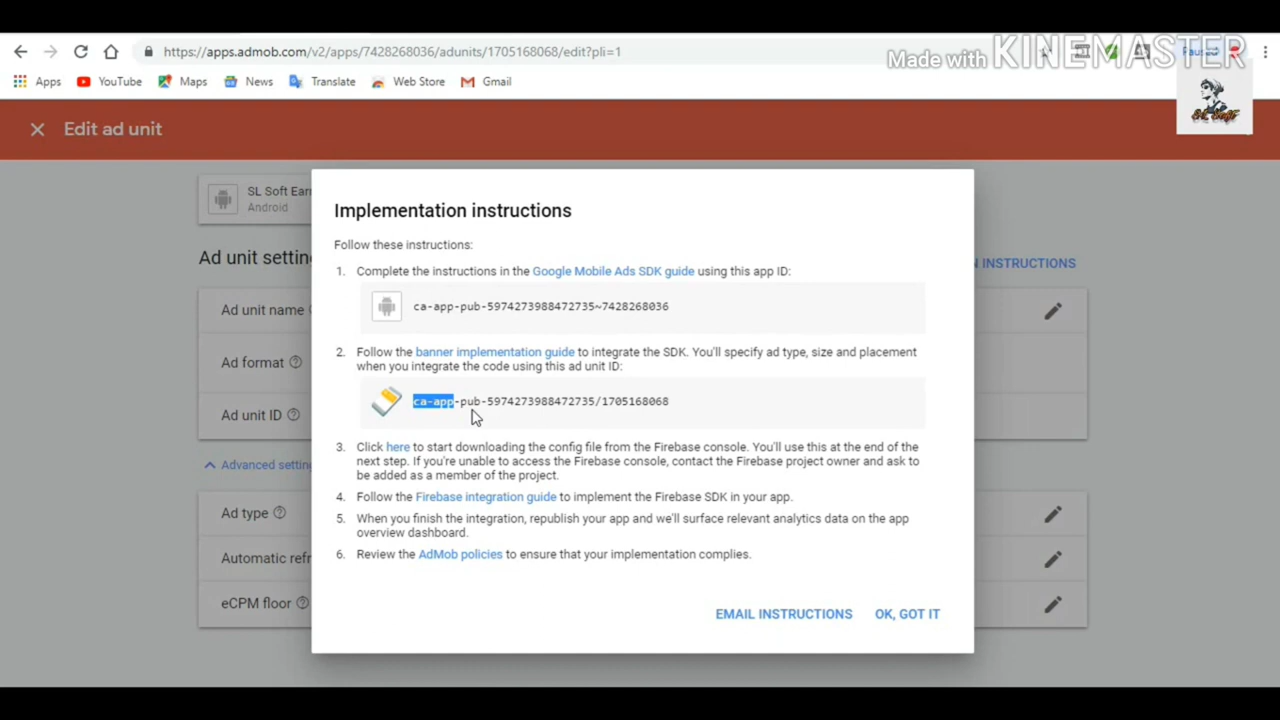 https://apps.admob.com/v2/apps/7428268036/adunits/1705168068/edit?pli=1
Made with KINEMASTER
Paused
Apps YouTube Maps News Translate Web Store Gmail
Edit ad unit
SL Soft Earn
Android
Ad unit settin
INSTRUCTIONS
Ad unit name
Ad format
Ad unit ID
Advanced settin
Ad type
Automatic refr
eCPM floor
Implementation instructions
Follow these instructions:
1. Complete the instructions in the Google Mobile Ads SDK guide using this app ID:
ca-app-pub-5974273988472735~7428268036
2. Follow the banner implementation guide to integrate the SDK. You'll specify ad type, size and placement
when you integrate the code using this ad unit ID:
ca-app-pub-5974273988472735/1705168068
3. Click here to start downloading the config file from the Firebase console. You'll use this at the end of the
next step. If you're unable to access the Firebase console, contact the Firebase project owner and ask to
be added as a member of the project.
4. Follow the Firebase integration guide to implement the Firebase SDK in your app.
5. When you finish the integration, republish your app and we'll surface relevant analytics data on the app
overview dashboard.
6. Review the AdMob policies to ensure that your implementation complies.
EMAIL INSTRUCTIONS OK, GOT IT